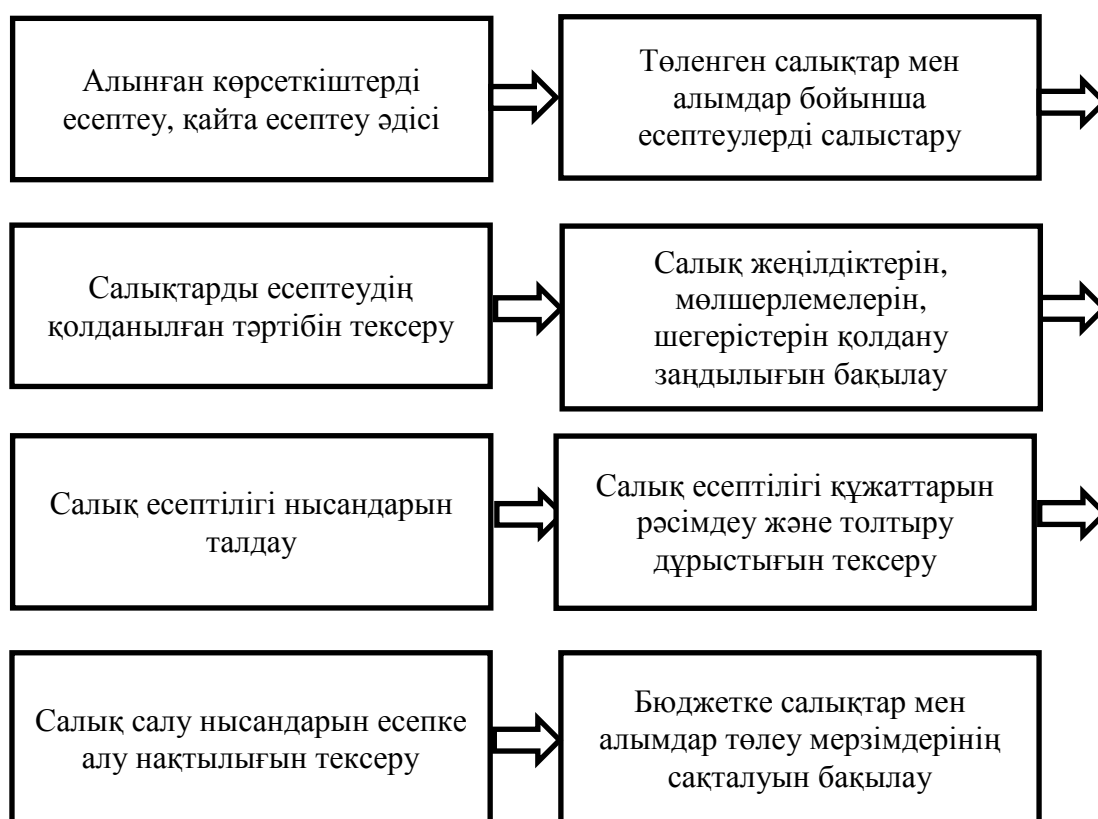 Алынған көрсеткіштерді
есептеу, қайта есептеу әдісі
Төленген салықтар мен
алымдар бойынша
есептеулерді салыстару
Салықтарды есептеудің
қолданылған тәртібін тексеру
Салық жеңілдіктерін,
мөлшерлемелерін,
шегерістерін қолдану
заңдылығын бақылау
Салық есептілігі нысандарын
талдау
Салық есептілігі құжаттарын
рәсімдеу және толтыру
дұрыстығын тексеру
Салық салу нысандарын есепке
алу нақтылығын тексеру
Бюджетке салықтар мен
алымдар төлеу мерзімдерінің
сақталуын бақылау